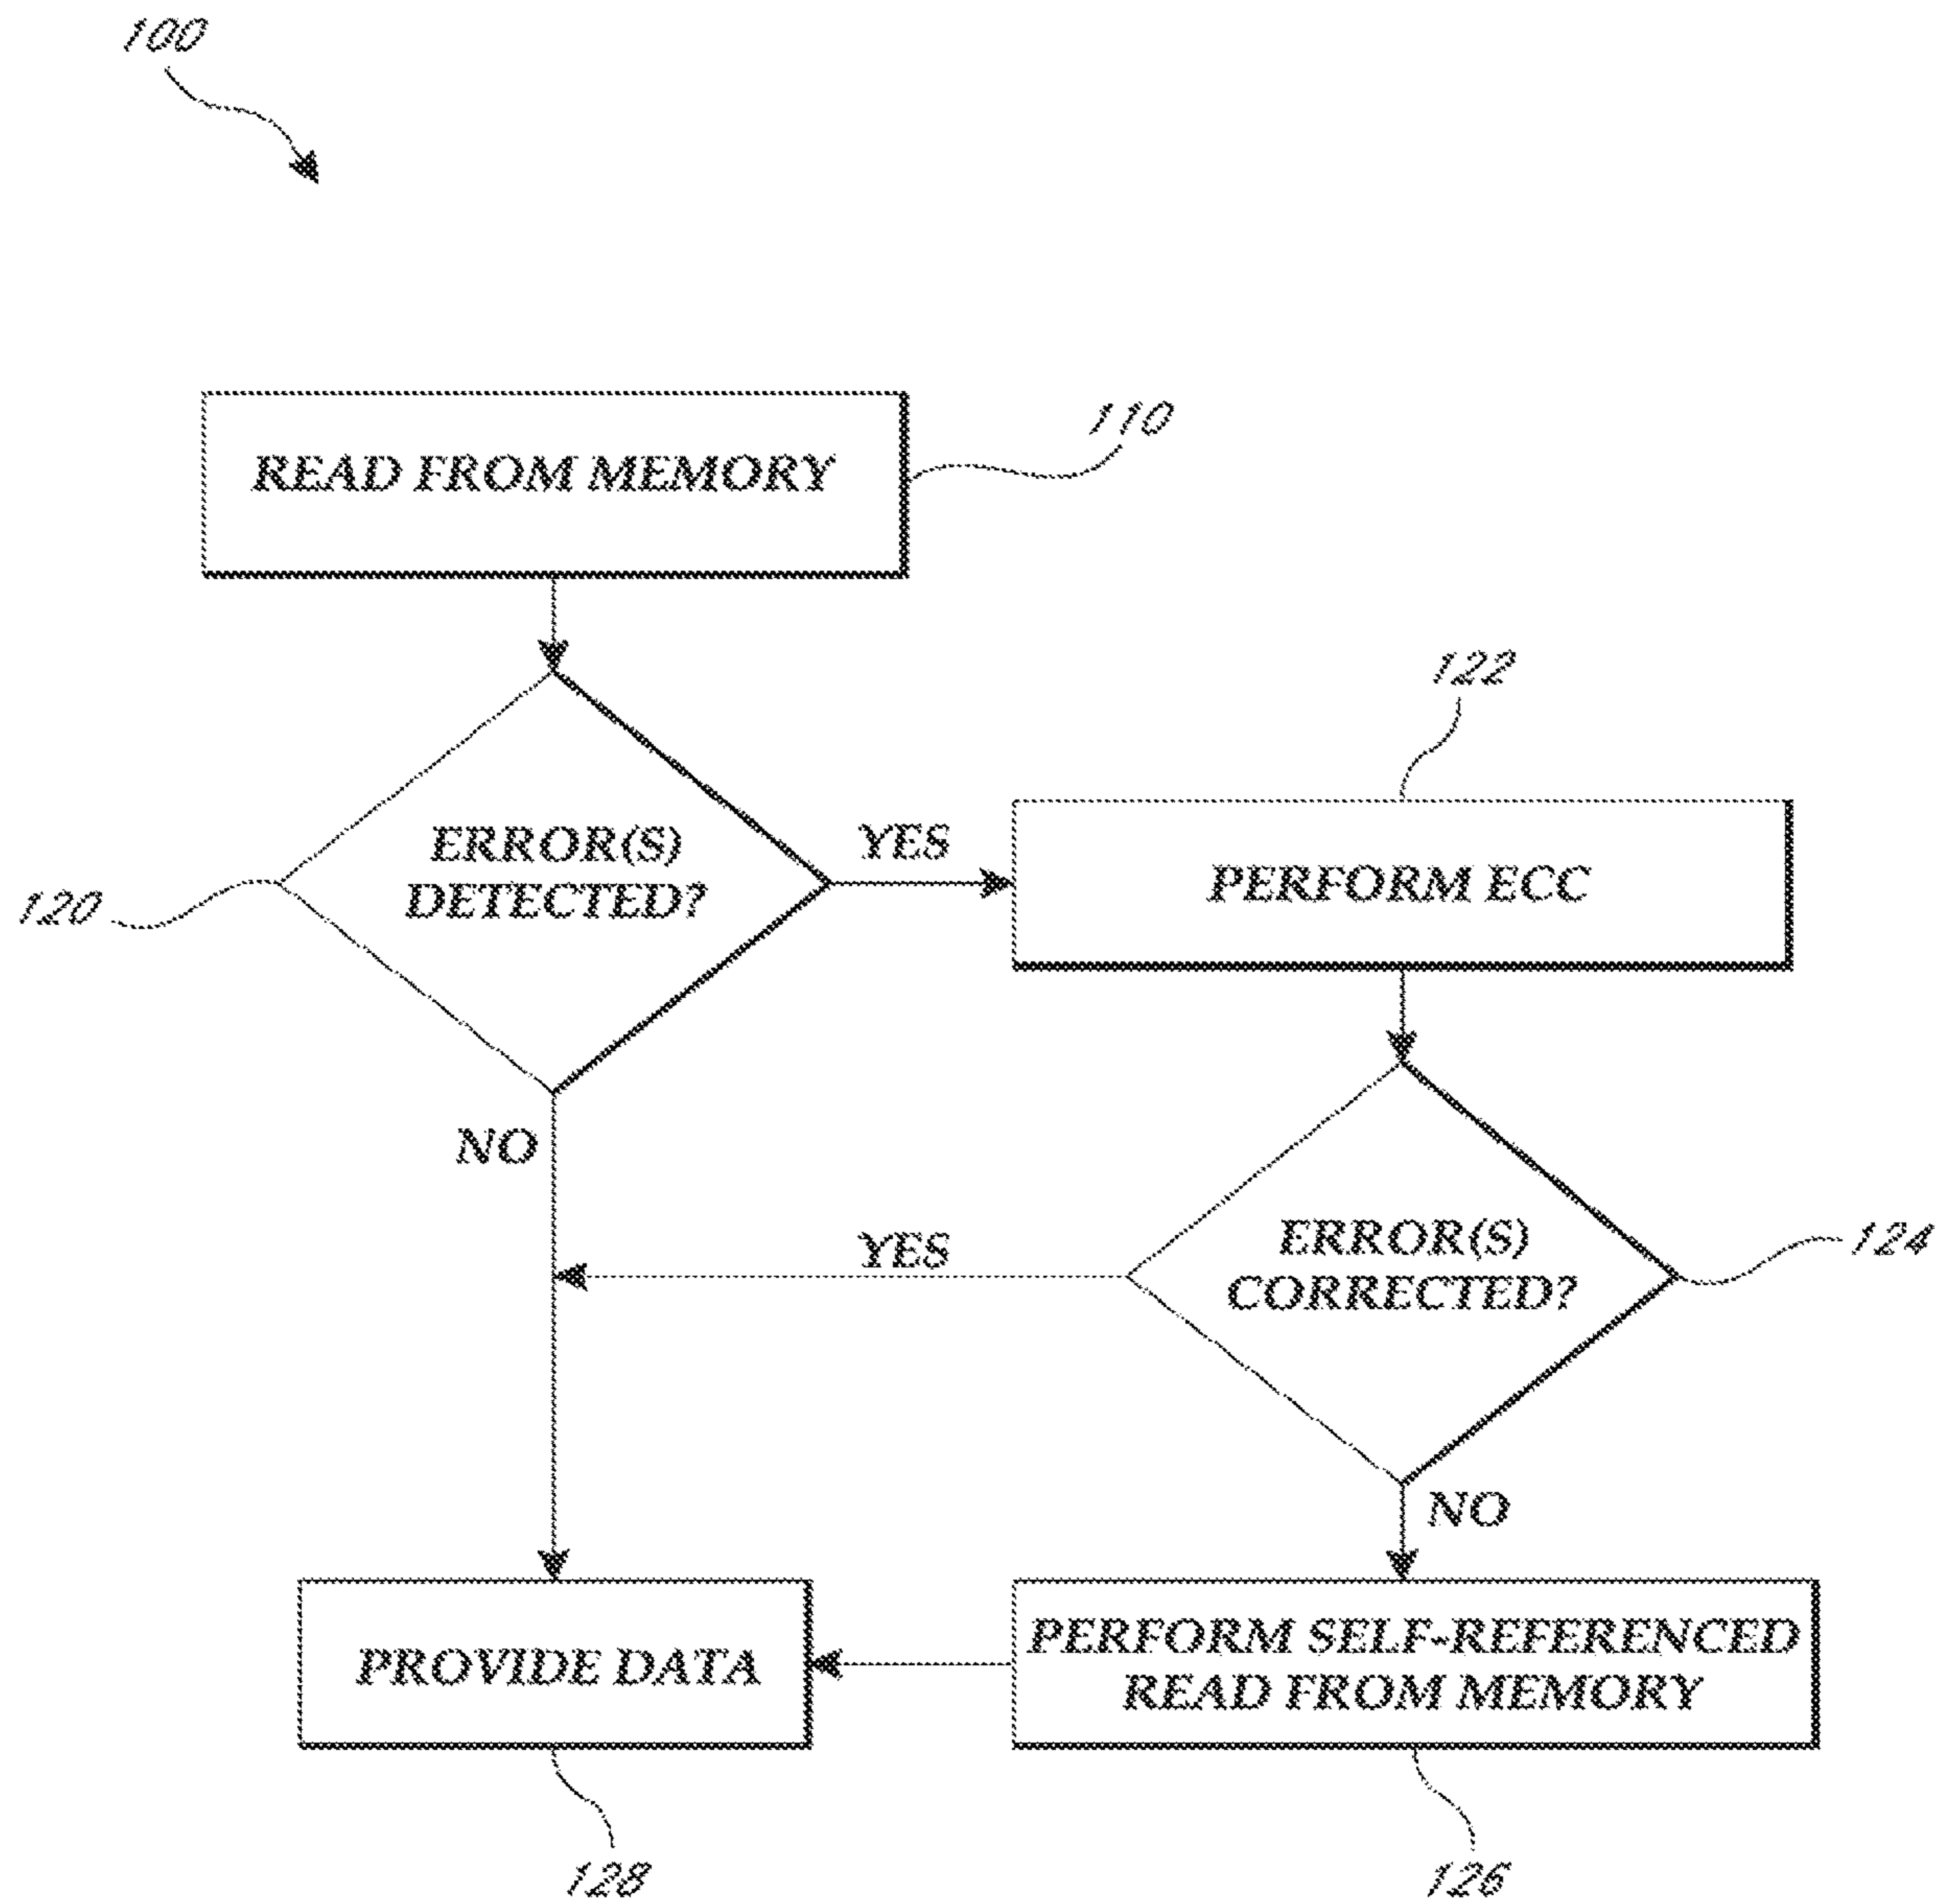 100
READ FROM MEMORY
110
ERROR(S)
DETECTED?
120
YES
122
PERFORM ECC
NO
YES
ERROR(S)
CORRECTED?
124
NO
PROVIDE DATA
PERFORM SELF-REFERENCED
READ FROM MEMORY
128
126